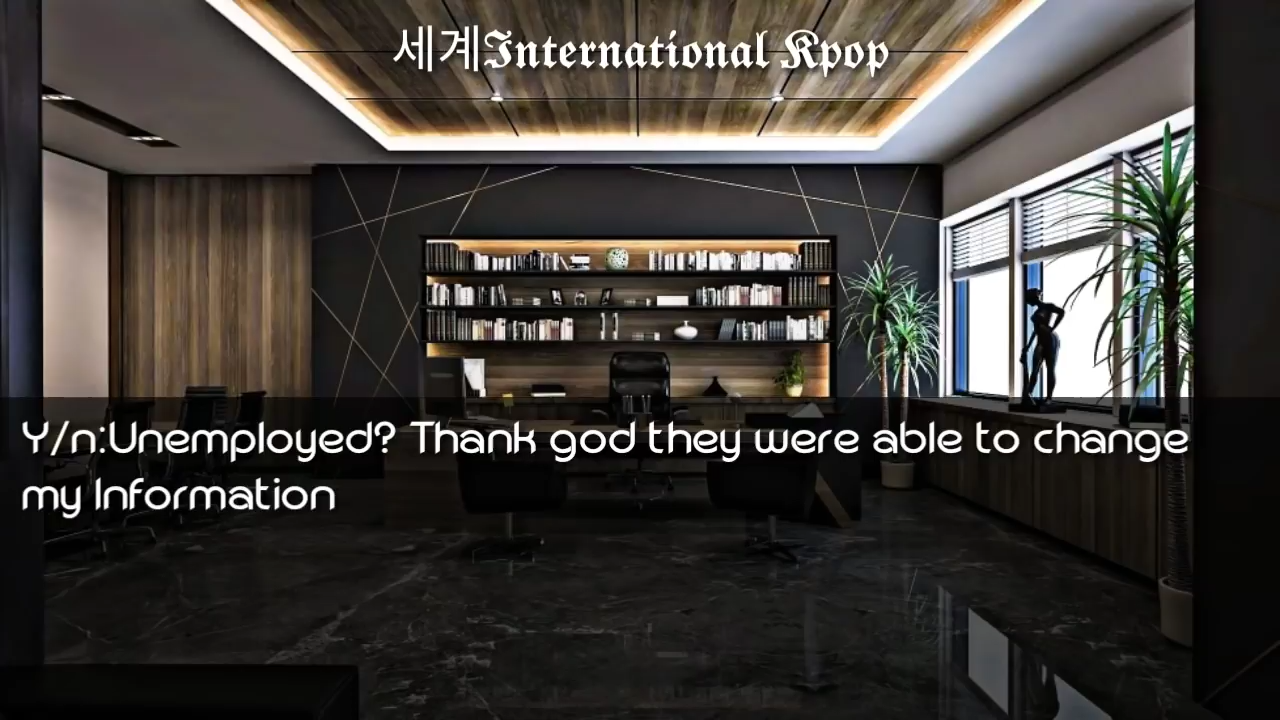 세계International Kpop
Y/n:Unemployed? Thank god they were able to change
my Information